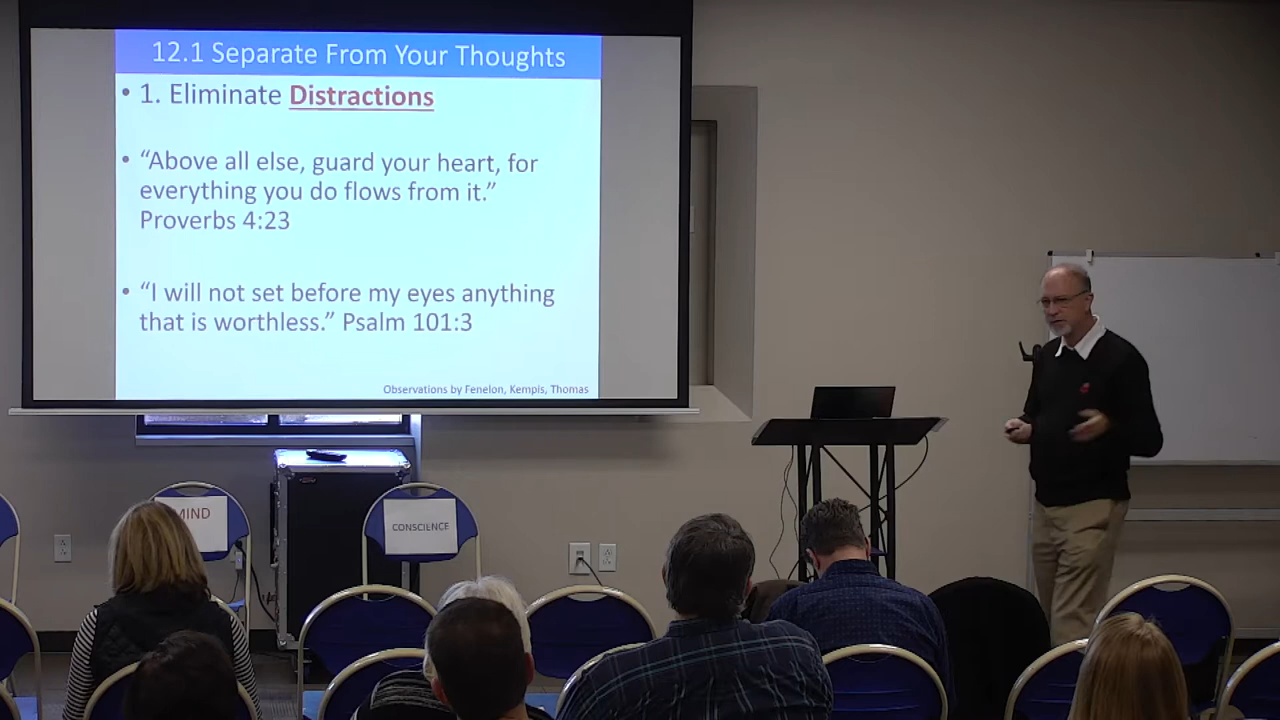 12.1 Separate From Your Thoughts
• 1. Eliminate Distractions
• “Above all else, guard your heart, for
everything you do flows from it.”
Proverbs 4:23
• “I will not set before my eyes anything
that is worthless.” Psalm 101:3
Observations by Fenelon, Kempis, Thomas
MIND
CONSCIENCE